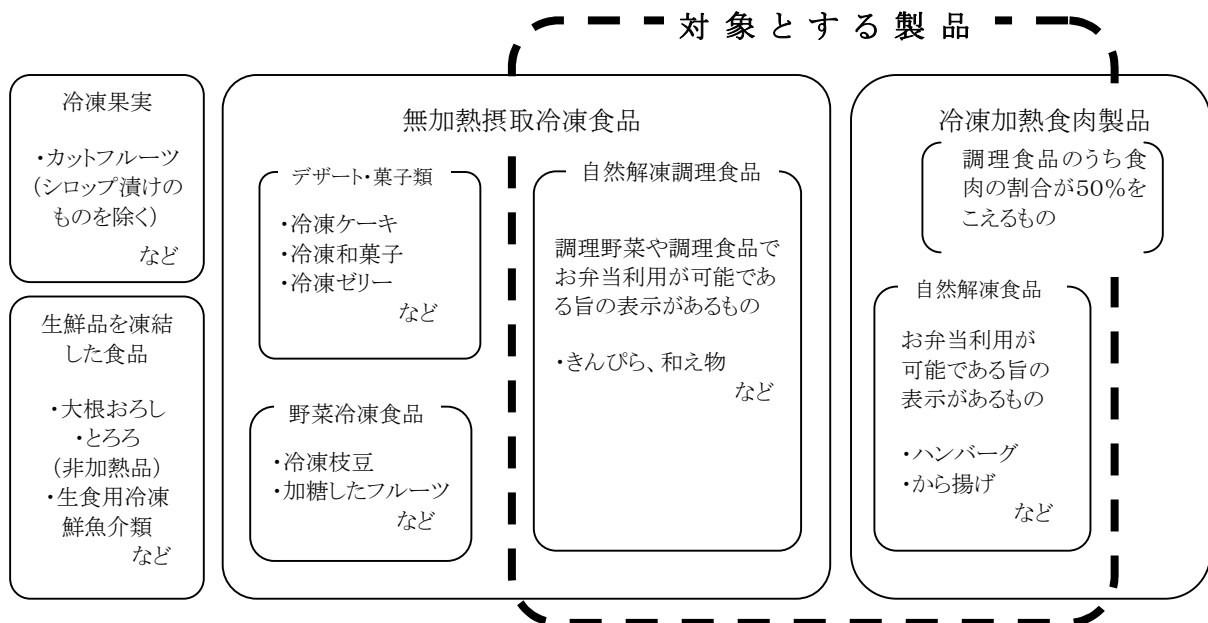 対象とする製品
冷凍果実
・カットフルーツ
(シロップ漬けの
ものを除く)
など
生鮮品を凍結
した食品
・大根おろし
・とろろ
(非加熱品)
・生食用冷凍
鮮魚介類
など
無加熱摂取冷凍食品
デザート・菓子類
・冷凍ケーキ
・冷凍和菓子
・冷凍ゼリー
など
野菜冷凍食品
・冷凍枝豆
・加糖したフルーツ
など
自然解凍調理食品
調理野菜や調理食品で
お弁当利用が可能であ
る旨の表示があるもの
・きんぴら、和え物
など
冷凍加熱食肉製品
調理食品のうち食
肉の割合が50%を
こえるもの
自然解凍食品
お弁当利用が
可能である旨の
表示があるもの
・ハンバーグ
・から揚げ
など